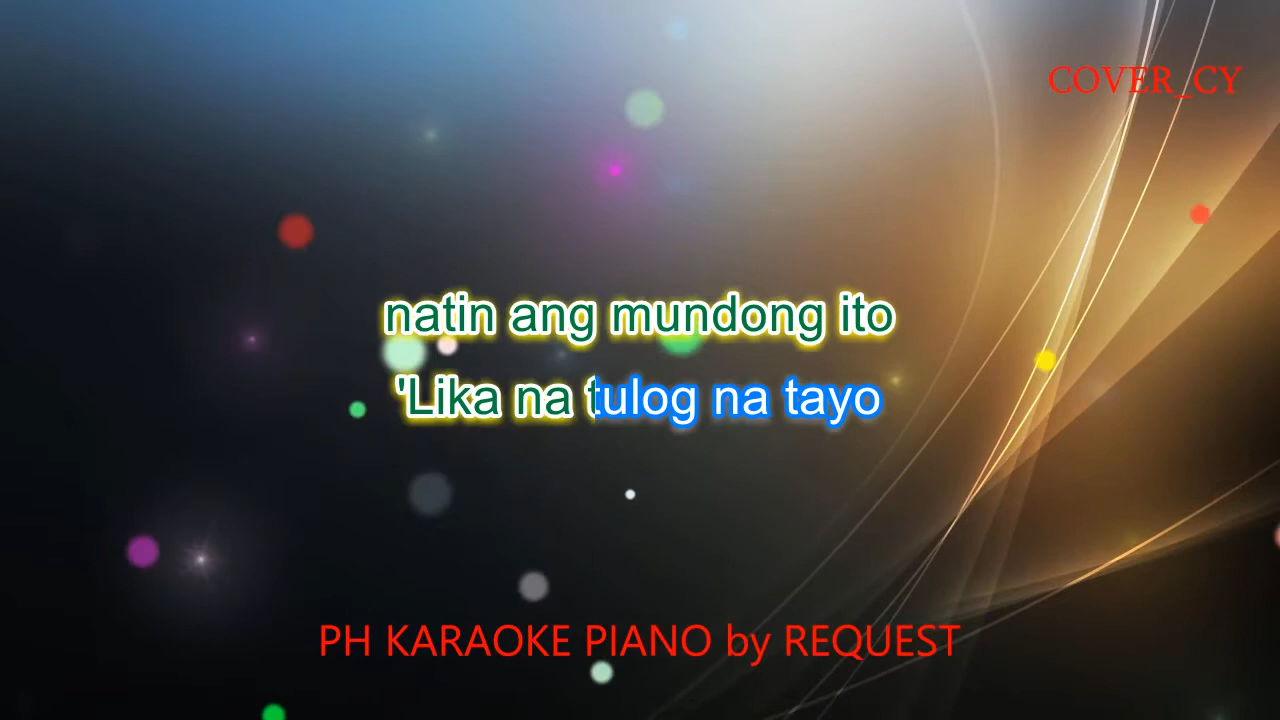 COVER_CY
natin ang mundong ito
'Lika na tulog na tayo
PH KARAOKE PIANO by REQUEST